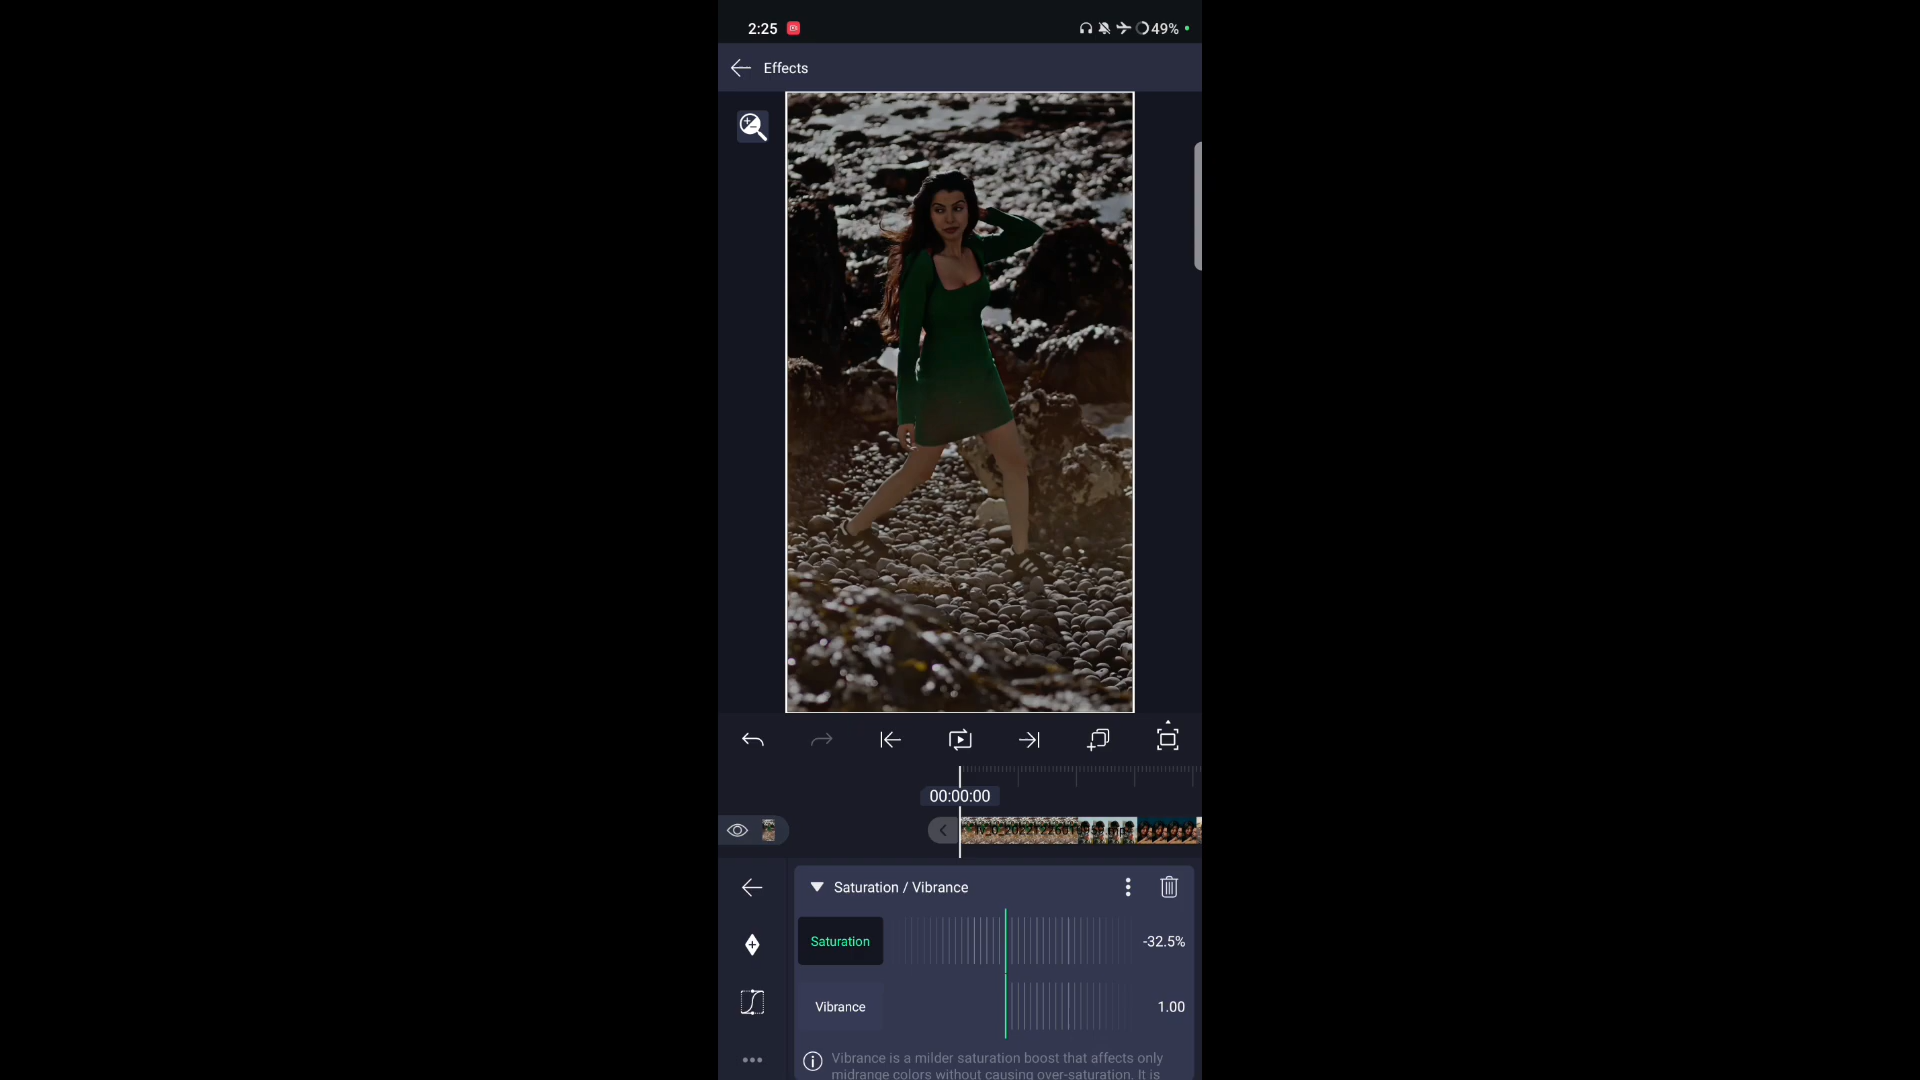 2:25
49%
Effects
00:00:00
Saturation / Vibrance
Saturation
-32.5%
Vibrance
1.00
Vibrance is a milder saturation boost that affects only
midrange colors without causing over-saturation. It is